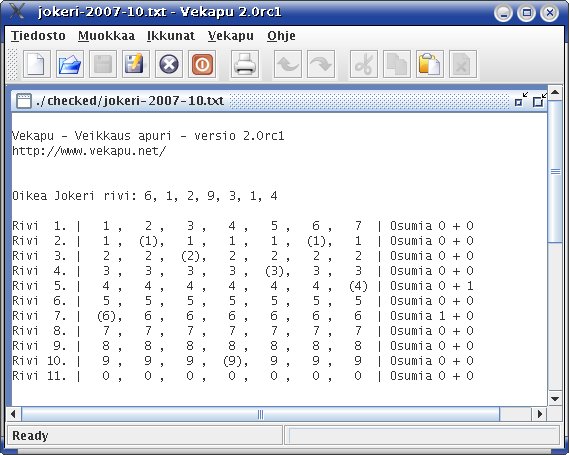 jokeri-2007-10.txt - Vekapu 2.0rc1
Tiedosto Muokkaa Ikkunat Vekapu Ohje
./checked/jokeri-2007-10.txt
Vekapu - Veikkaus apuri - versio 2.0rc1
http://www.vekapu.net/
Oikea Jokeri rivi: 6, 1, 2, 9, 3, 1, 4
Rivi 1. | 1 , 2 , 3 , 4 , 5 , 6 , 7 | Osumia 0 + 0
Rivi 2. | 1 , (1), 1 , 1 , 1 , (1), 1 | Osumia 0 + 0
Rivi 3. | 2 , 2 , (2), 2 , 2 , 2 , 2 | Osumia 0 + 0
Rivi 4. | 3 , 3 , 3 , 3 , (3), 3 , 3 | Osumia 0 + 0
Rivi 5. | 4 , 4 , 4 , 4 , 4 , 4 , (4) | Osumia 0 + 1
Rivi 6. | 5 , 5 , 5 , 5 , 5 , 5 , 5 | Osumia 0 + 0
Rivi 7. | (6), 6 , 6 , 6 , 6 , 6 , 6 | Osumia 1 + 0
Rivi 8. | 7 , 7 , 7 , 7 , 7 , 7 , 7 | Osumia 0 + 0
Rivi 9. | 8 , 8 , 8 , 8 , 8 , 8 , 8 | Osumia 0 + 0
Rivi 10. | 9 , 9 , 9 , (9), 9 , 9 , 9 | Osumia 0 + 0
Rivi 11. | 0 , 0 , 0 , 0 , 0 , 0 , 0 | Osumia 0 + 0
Ready